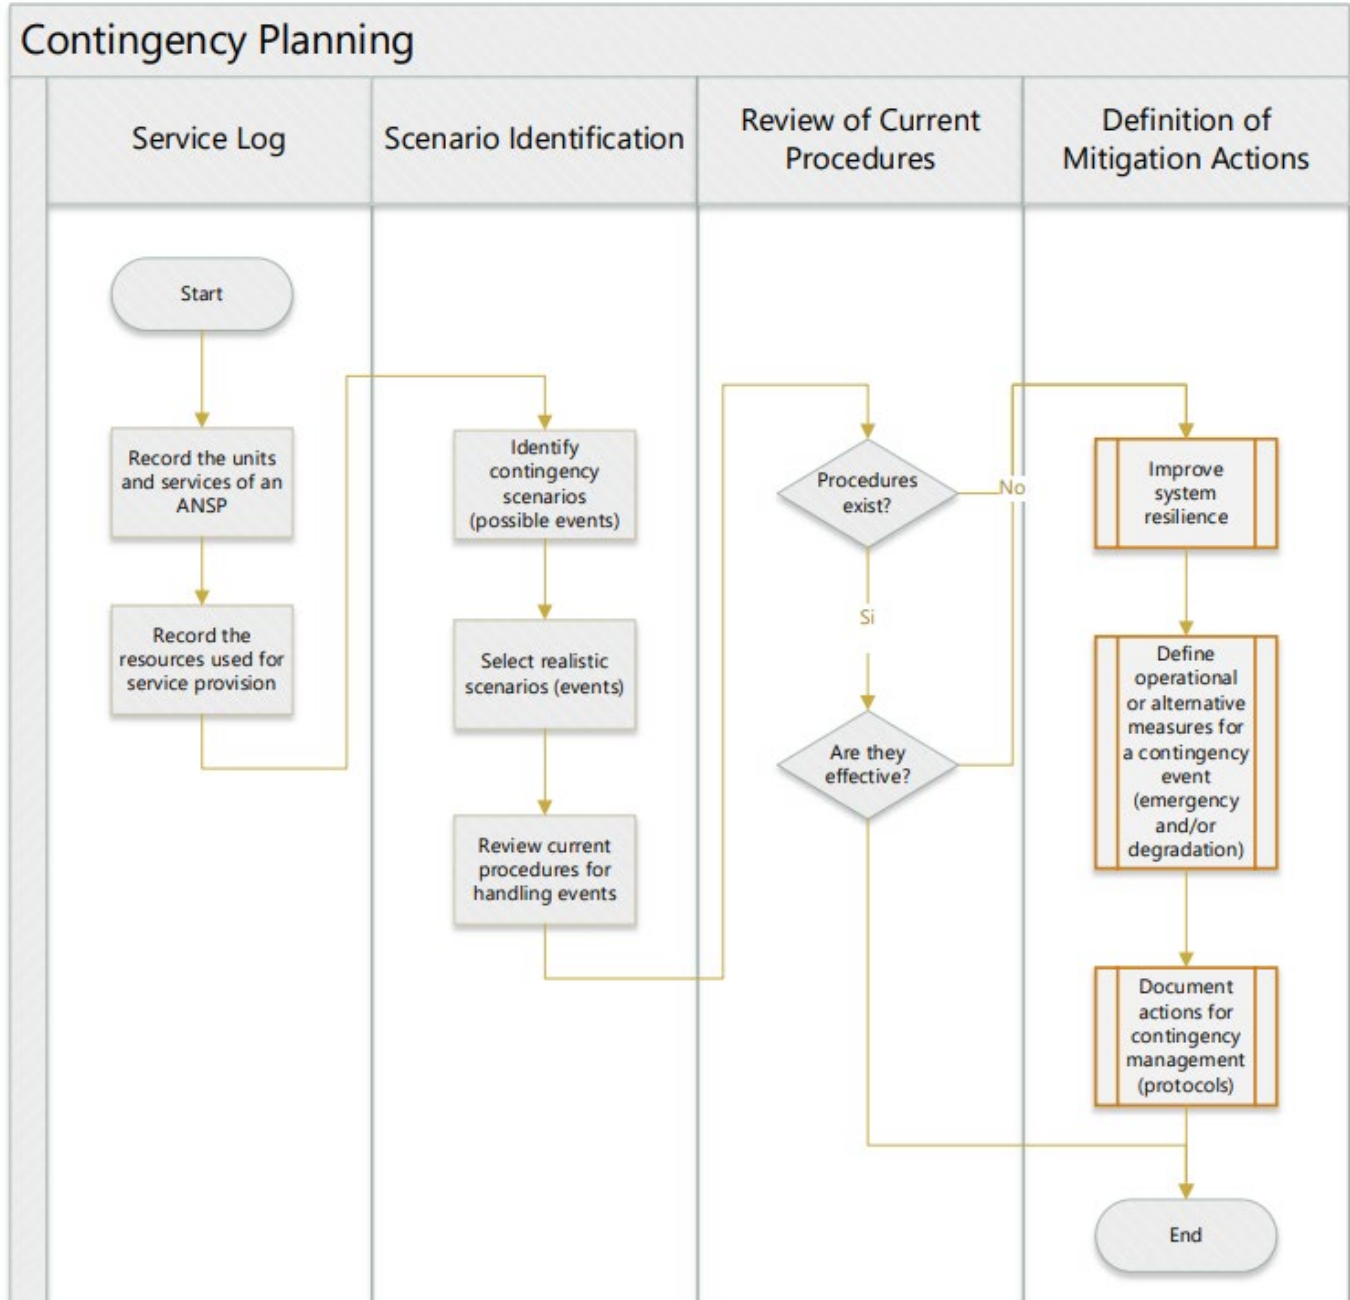 Contingency Planning
Service Log
Scenario Identification
Review of Current
Procedures
Definition of
Mitigation Actions
Start
Record the units
and services of an
ANSP
Record the
resources used for
service provision
Identify
contingency
scenarios
(possible events)
Select realistic
scenarios (events)
Review current
procedures for
handling events
Procedures
exist?
No
Si
Are they
effective?
Improve
system
resilience
Define
operational
or alternative
measures for
a contingency
event
(emergency
and/or
degradation)
Document
actions for
contingency
management
(protocols)
End